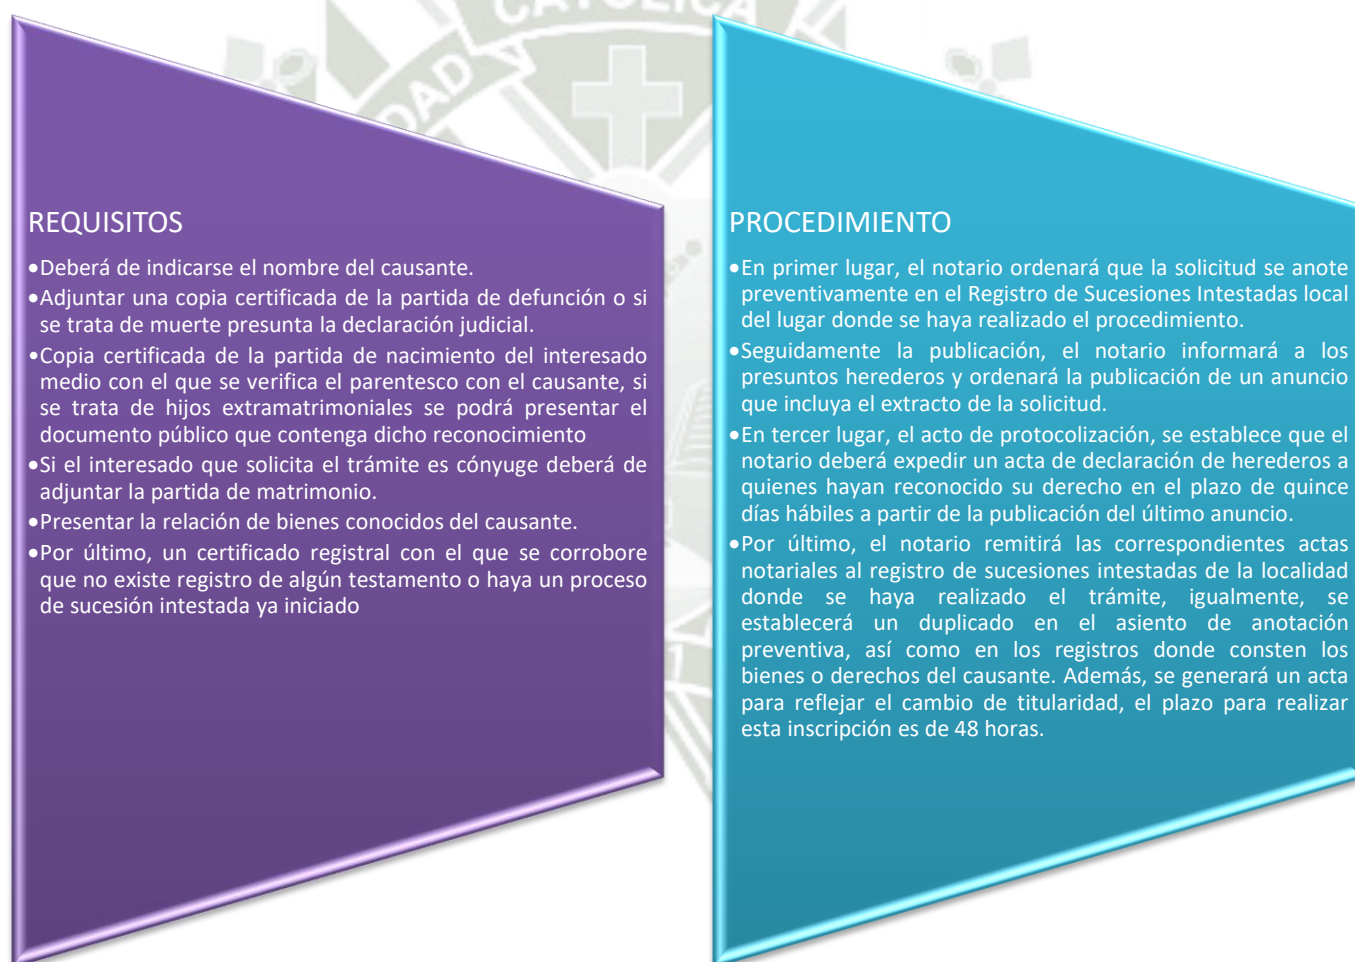 CATÓLICA
REQUISITOS
•Deberá de indicarse el nombre del causante.
•Adjuntar una copia certificada de la partida de defunción o si
se trata de muerte presunta la declaración judicial.
•Copia certificada de la partida de nacimiento del interesado
medio con el que se verifica el parentesco con el causante, si
se trata de hijos extramatrimoniales se podrá presentar el
documento público que contenga dicho reconocimiento
•Si el interesado que solicita el trámite es cónyuge deberá de
adjuntar la partida de matrimonio.
•Presentar la relación de bienes conocidos del causante.
•Por último, un certificado registral con el que se corrobore
que no existe registro de algún testamento o haya un proceso
de sucesión intestada ya iniciado
PROCEDIMIENTO
•En primer lugar, el notario ordenará que la solicitud se anote
preventivamente en el Registro de Sucesiones Intestadas local
del lugar donde se haya realizado el procedimiento.
•Seguidamente la publicación, el notario informará a los
presuntos herederos y ordenará la publicación de un anuncio
que incluya el extracto de la solicitud.
•En tercer lugar, el acto de protocolización, se establece que el
notario deberá expedir un acta de declaración de herederos a
quienes hayan reconocido su derecho en el plazo de quince
días hábiles a partir de la publicación del último anuncio.
•Por último, el notario remitirá las correspondientes actas
notariales al registro de sucesiones intestadas de la localidad
donde se haya realizado el trámite, igualmente, se
establecerá un duplicado en el asiento de anotación
preventiva, así como en los registros donde consten los
bienes o derechos del causante. Además, se generará un acta
para reflejar el cambio de titularidad, el plazo para realizar
esta inscripción es de 48 horas.